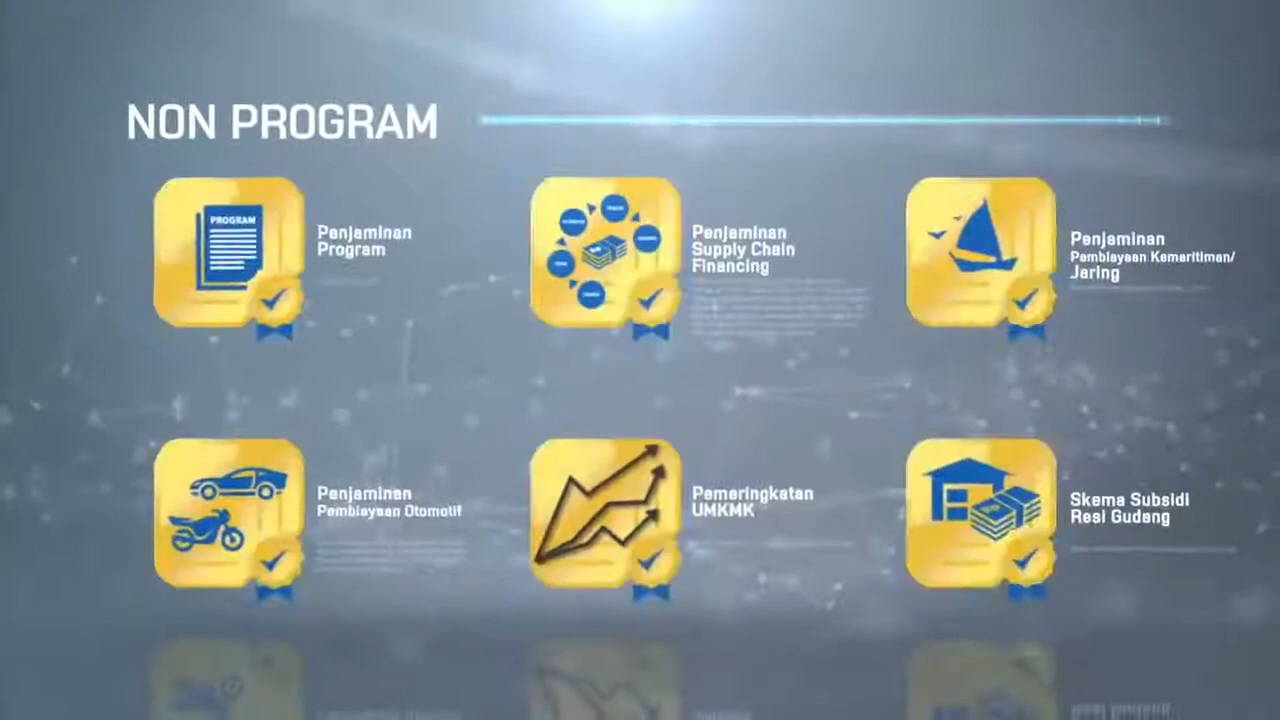 NON PROGRAM
PROGRAM
Penjaminan
Program
Penjaminan
Supply Chain
Financing
Penjaminan
Pembiayaan Kemaritiman/
Jaring
Penjaminan
Pembiayaan Otomotif
Pemeringkatan
UMKMK
Skema Subsidi
Resi Gudang